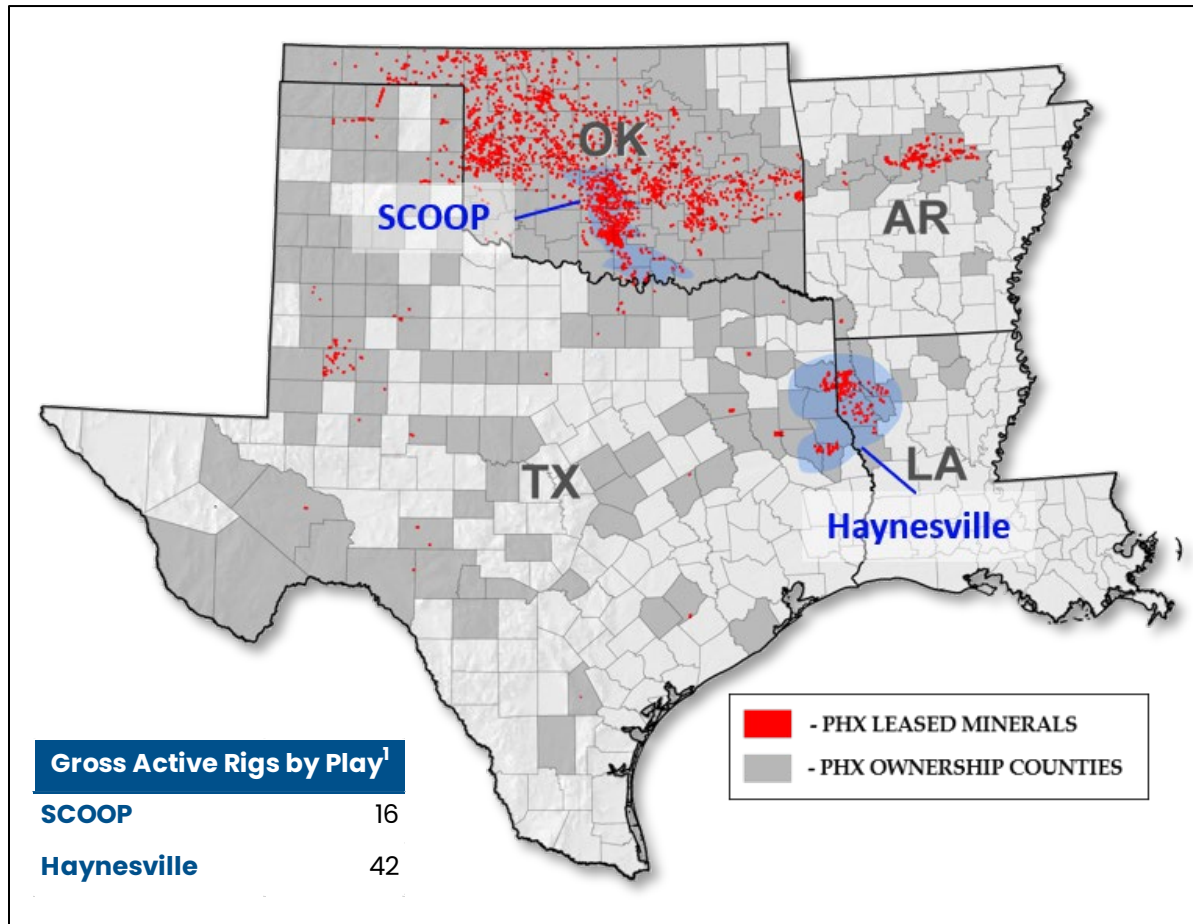 OK
SCOOP
AR
TX
LA
Haynesville
- PHX LEASED MINERALS
- PHX OWNERSHIP COUNTIES
Gross Active Rigs by Play¹
SCOOP 16
Haynesville 42